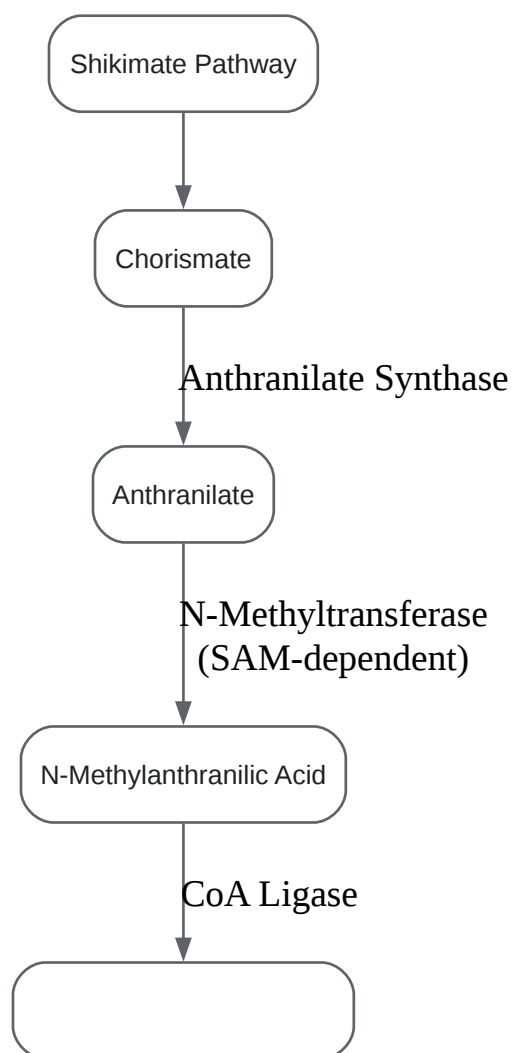 Shikimate Pathway
Chorismate
Anthranilate Synthase
Anthranilate
N-Methyltransferase
(SAM-dependent)
N-Methylanthranilic Acid
CoA Ligase